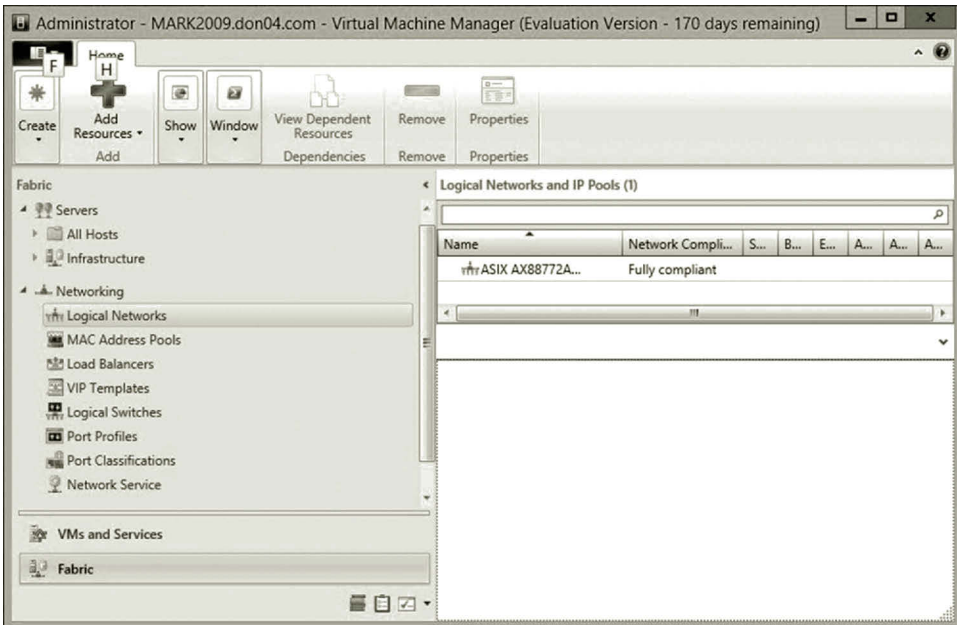 Administrator - MARK2009.don04.com - Virtual Machine Manager (Evaluation Version - 170 days remaining)
F
Home
H
Create
Add Resources
Show
Window
View Dependent Resources
Remove
Properties
Add
Dependencies
Remove
Properties
Fabric
Servers
All Hosts
Infrastructure
Networking
Logical Networks
MAC Address Pools
Load Balancers
VIP Templates
Logical Switches
Port Profiles
Port Classifications
Network Service
VMs and Services
Fabric
Logical Networks and IP Pools (1)
Name Network Compli... S... B... E... A... A... A...
ASIX AX88772A... Fully compliant